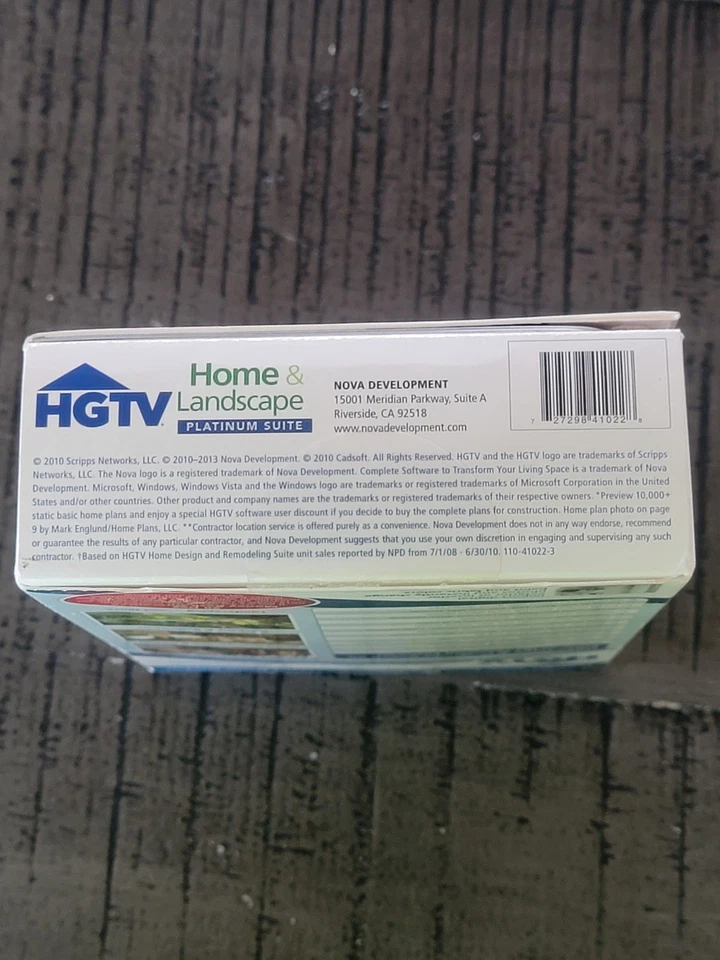 HGTV
Home &
Landscape
PLATINUM SUITE
NOVA DEVELOPMENT
15001 Meridian Parkway, Suite A
Riverside, CA 92518
www.novadevelopment.com
7 27298 41022 8
© 2010 Scripps Networks, LLC. © 2010–2013 Nova Development. © 2010 Cadsoft. All Rights Reserved. HGTV and the HGTV logo are trademarks of Scripps
Networks, LLC. The Nova logo is a registered trademark of Nova Development. Complete Software to Transform Your Living Space is a trademark of Nova
Development. Microsoft, Windows, Windows Vista and the Windows logo are trademarks or registered trademarks of Microsoft Corporation in the United
States and/or other countries. Other product and company names are the trademarks or registered trademarks of their respective owners. *Preview 10,000+
static basic home plans and enjoy a special HGTV software user discount if you decide to buy the complete plans for construction. Home plan photo on page
9 by Mark Englund/Home Plans, LLC. **Contractor location service is offered purely as a convenience. Nova Development does not in any way endorse, recommend
or guarantee the results of any particular contractor, and Nova Development suggests that you use your own discretion in engaging and supervising any such
contractor. †Based on HGTV Home Design and Remodeling Suite unit sales reported by NPD from 7/1/08 - 6/30/10. 110-41022-3